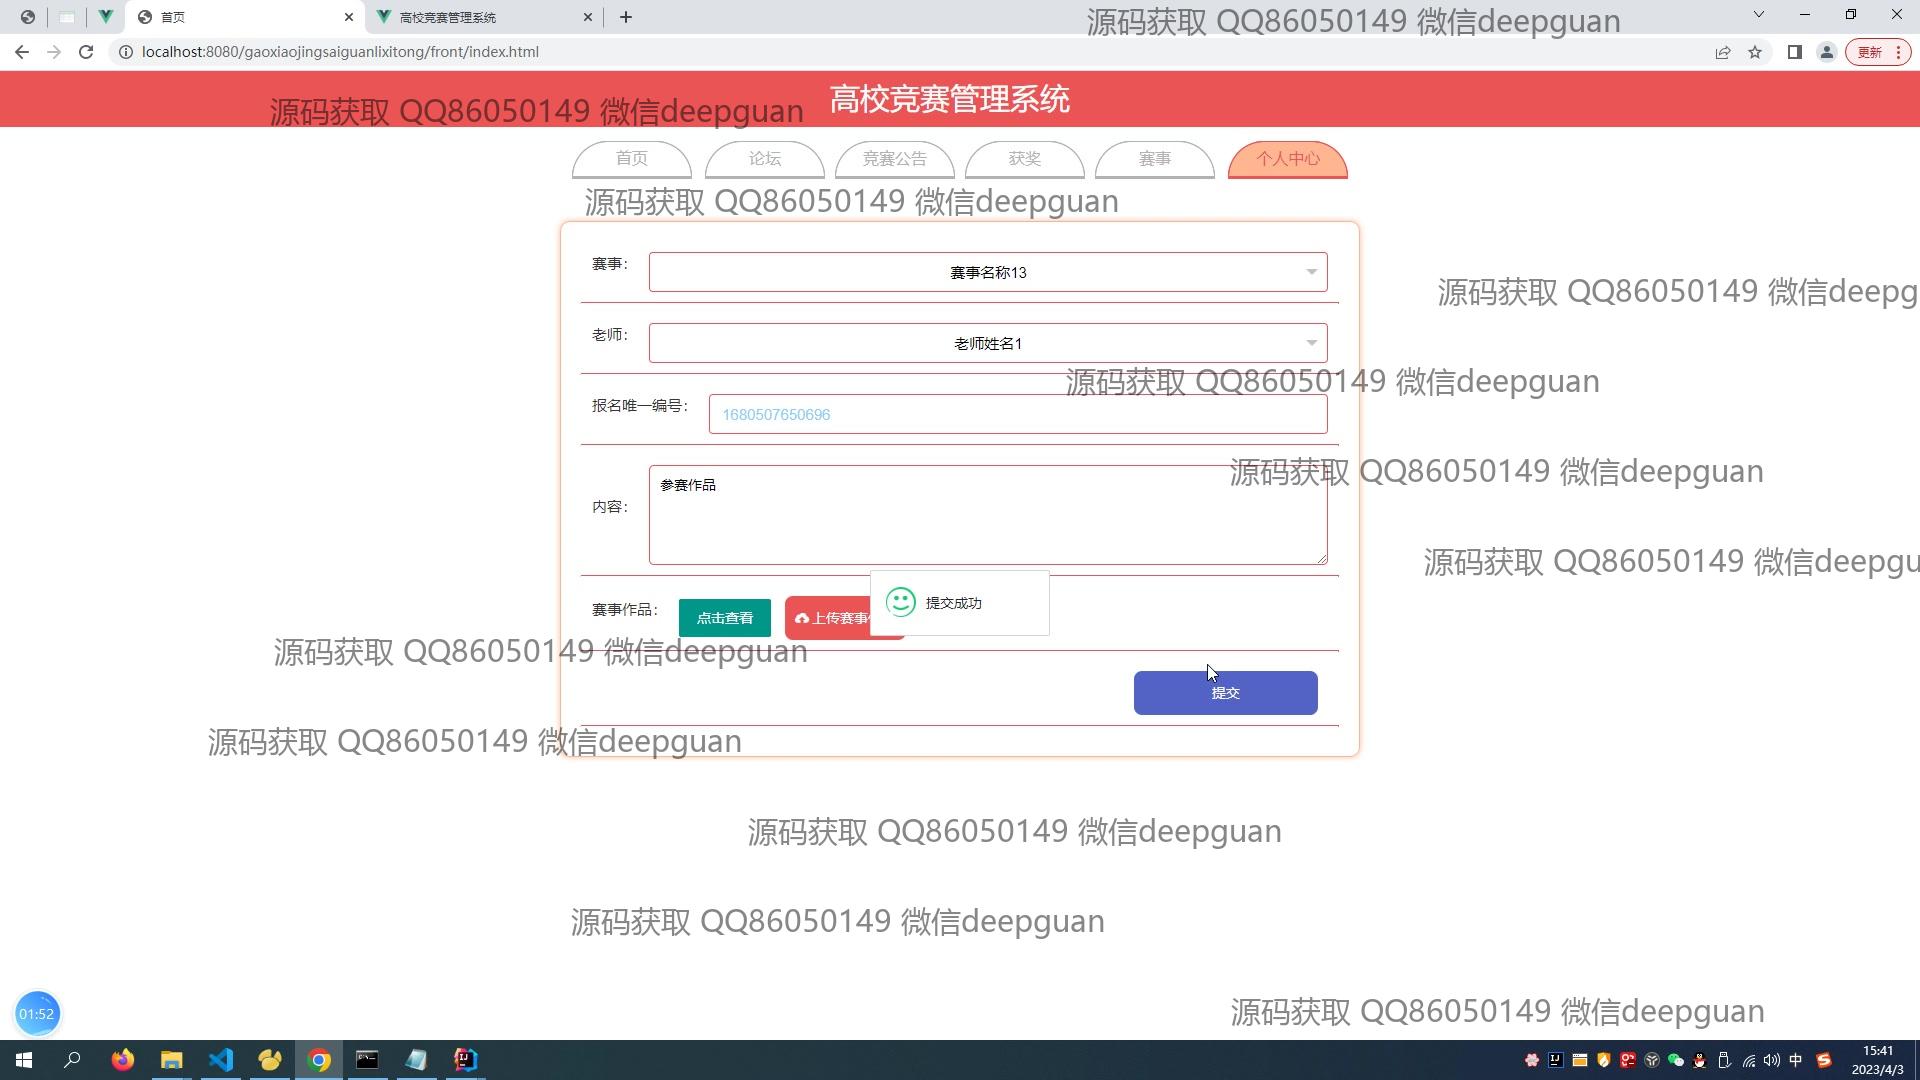 首页
高校竞赛管理系统
源码获取 QQ86050149 微信deepguan
localhost:8080/gaoxiaojingsaiguanlixitong/front/index.html
更新
源码获取 QQ86050149 微信deepguan
高校竞赛管理系统
首页
论坛
竞赛公告
获奖
赛事
个人中心
源码获取 QQ86050149 微信deepguan
赛事：
赛事名称13
源码获取 QQ86050149 微信deepg
老师：
老师姓名1
源码获取 QQ86050149 微信deepguan
报名唯一编号：
1680507650696
源码获取 QQ86050149 微信deepguan
内容：
参赛作品
源码获取 QQ86050149 微信deepgu
赛事作品：
点击查看
上传赛事
提交成功
源码获取 QQ86050149 微信deepguan
提交
源码获取 QQ86050149 微信deepguan
源码获取 QQ86050149 微信deepguan
源码获取 QQ86050149 微信deepguan
01:52
源码获取 QQ86050149 微信deepguan
中
15:41
2023/4/3